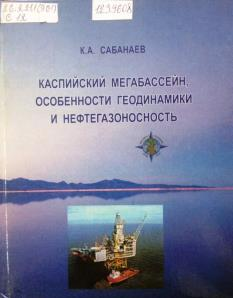 К.А. САБАНАЕВ
КАСПИЙСКИЙ МЕГАБАССЕЙН,
ОСОБЕННОСТИ ГЕОДИНАМИКИ
И НЕФТЕГАЗОНОСНОСТЬ